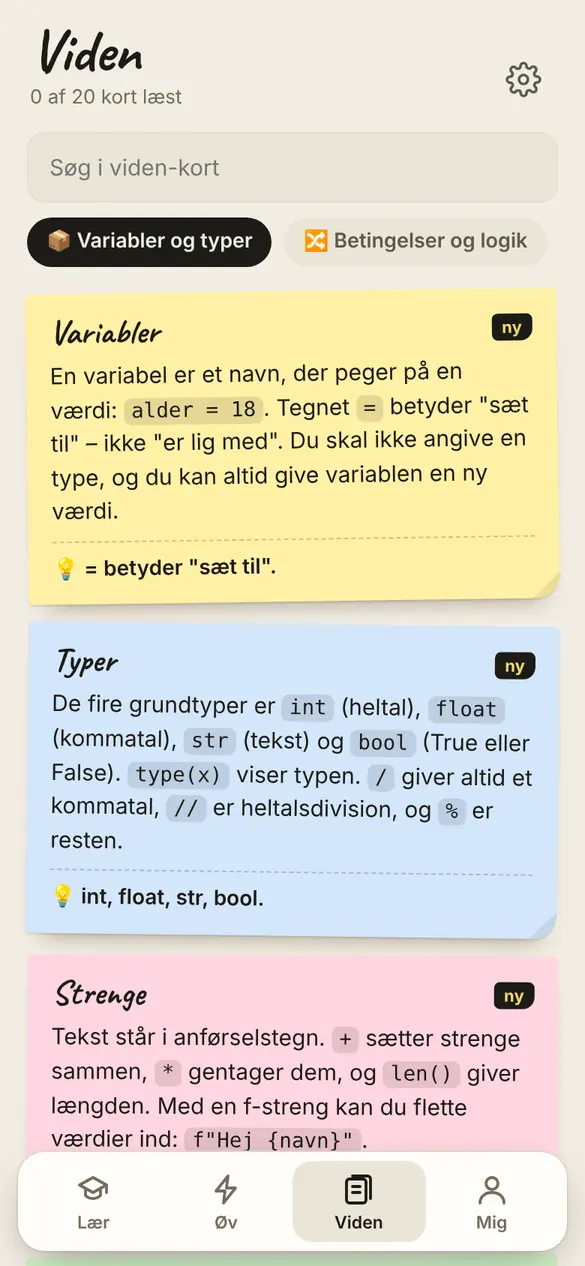 Viden
0 af 20 kort læst
Søg i viden-kort
📦 Variabler og typer
🔀 Betingelser og logik
Variabler
ny
En variabel er et navn, der peger på en
værdi: alder = 18. Tegnet = betyder "sæt
til" – ikke "er lig med". Du skal ikke angive en
type, og du kan altid give variablen en ny
værdi.
💡 = betyder "sæt til".
Typer
ny
De fire grundtyper er int (heltal), float
(kommatal), str (tekst) og bool (True eller
False). type(x) viser typen. / giver altid et
kommatal, // er heltalsdivision, og % er
resten.
💡 int, float, str, bool.
Strenge
ny
Tekst står i anførselstegn. + sætter strenge
sammen, * gentager dem, og len() giver
længden. Med en f-streng kan du flette
værdier ind: f"Hej {navn}".
Lær
Øv
Viden
Mig